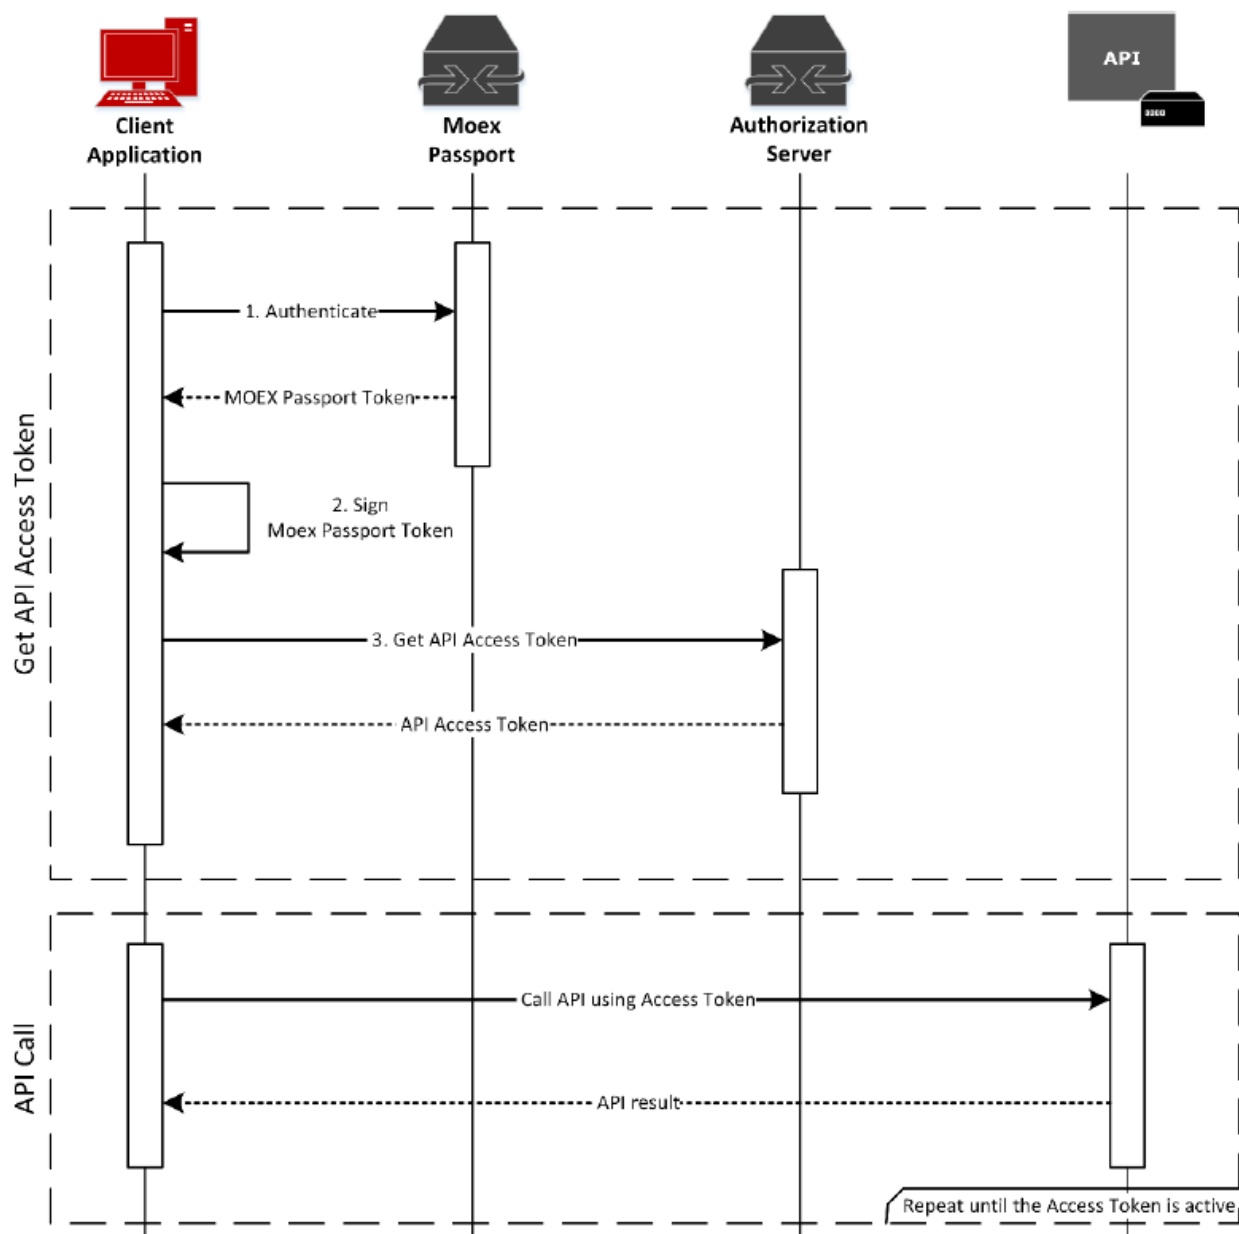 API
Client
Application
Moex
Passport
Authorization
Server
Get API Access Token
1. Authenticate
MOEX Passport Token
2. Sign
Moex Passport Token
3. Get API Access Token
API Access Token
API Call
Call API using Access Token
API result
Repeat until the Access Token is active